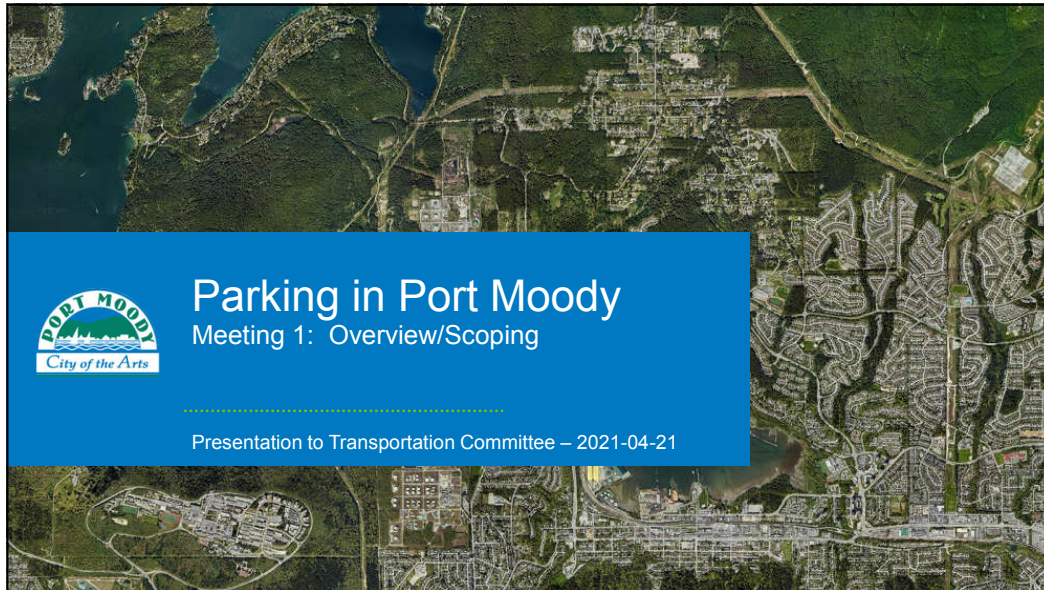 PORT MOODY
City of the Arts
Parking in Port Moody
Meeting 1: Overview/Scoping
Presentation to Transportation Committee – 2021-04-21